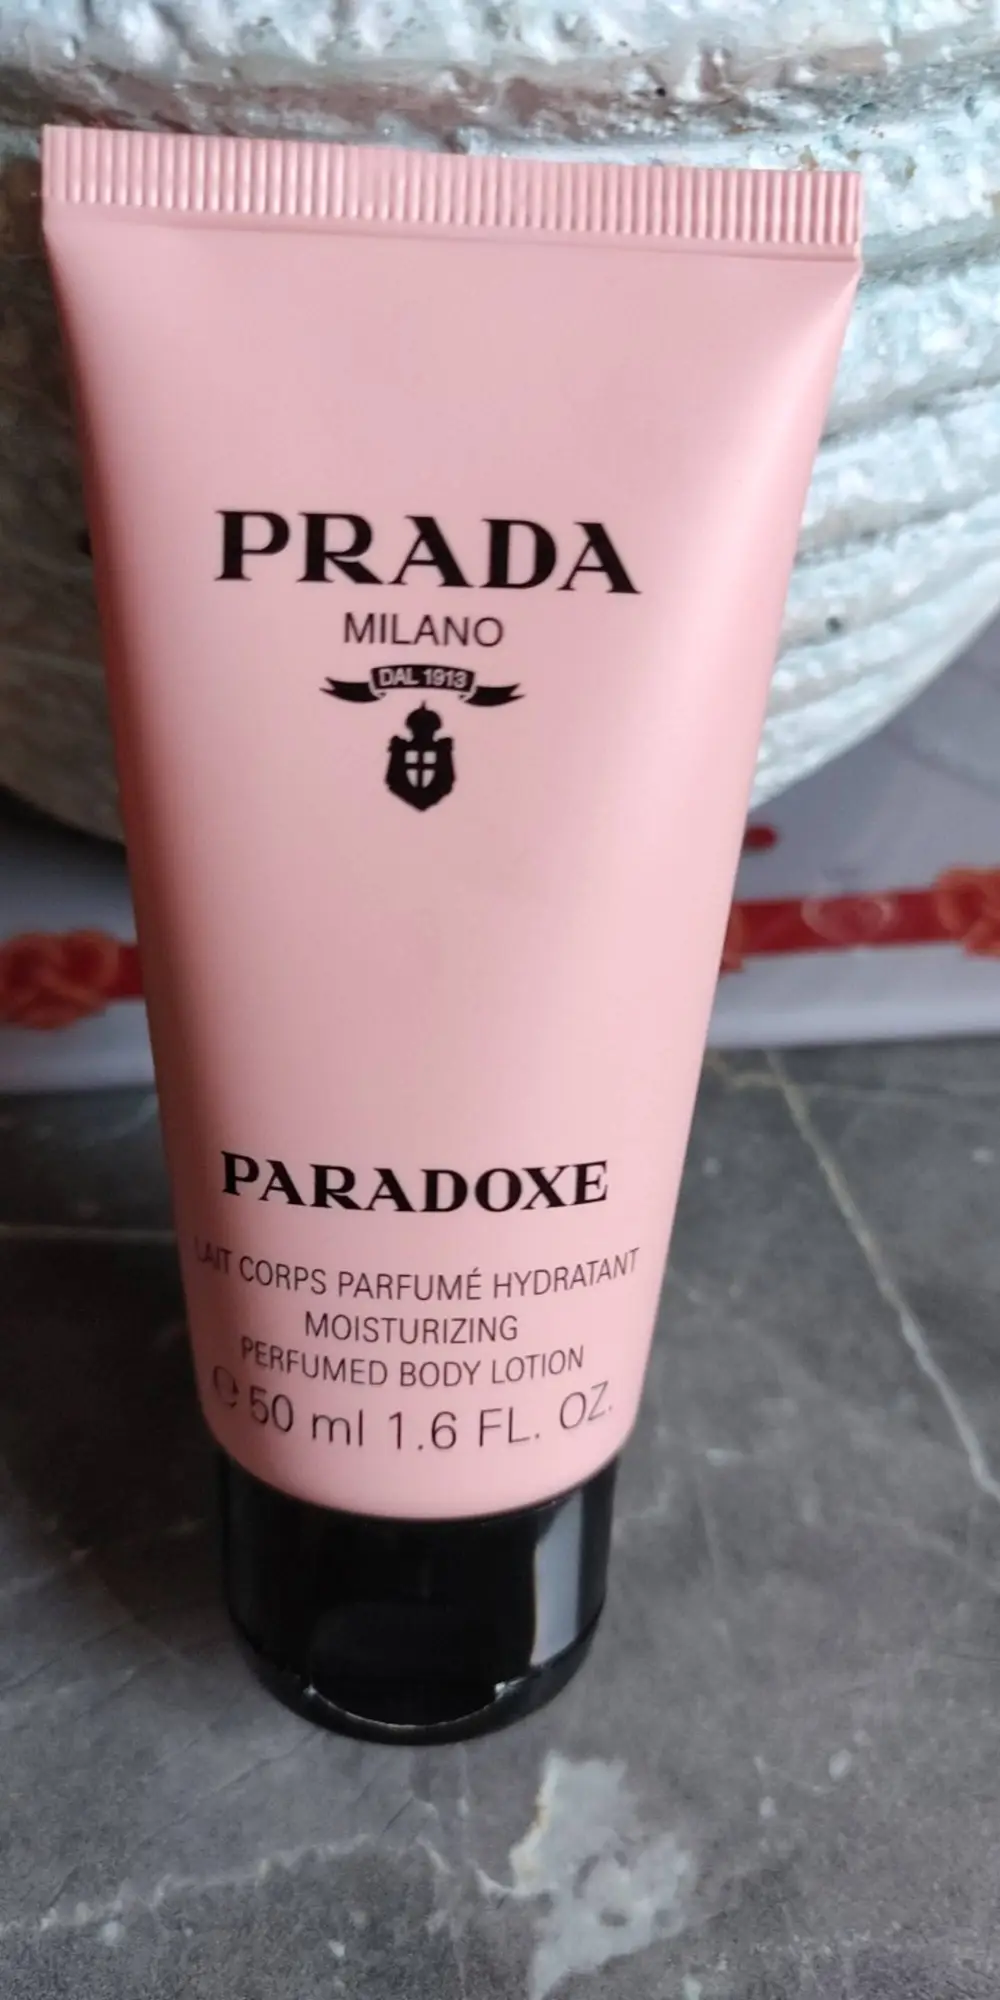 PRADA
MILANO
DAL 1913
PARADOXE
LAIT CORPS PARFUMÉ HYDRATANT
MOISTURIZING
PERFUMED BODY LOTION
℮ 50 ml 1.6 FL. OZ.